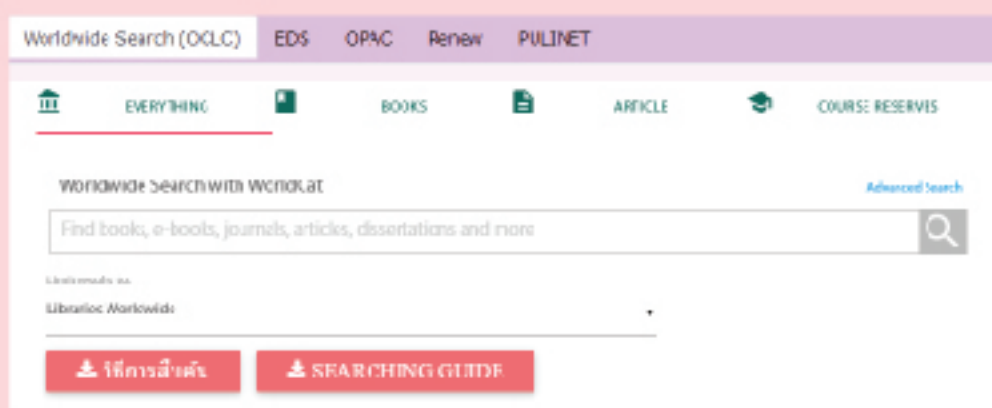 Worldwide Search (OCLC) EDS OPAC Renew PULINET
EVERYTHING BOOKS ARTICLE COURSE RESERVES
Worldwide Search with WorldCat Advanced Search
Find books, e-books, journals, articles, dissertations and more
Libraries Worldwide
วิธีการสืบค้น SEARCHING GUIDE